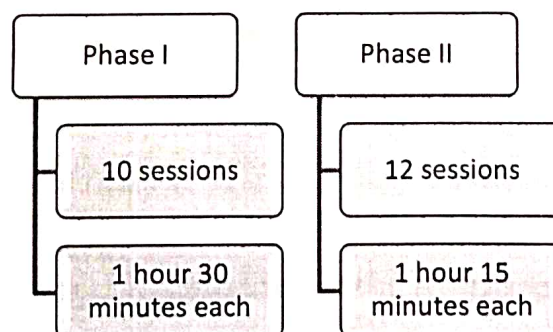 Phase I
10 sessions
1 hour 30
minutes each
Phase II
12 sessions
1 hour 15
minutes each